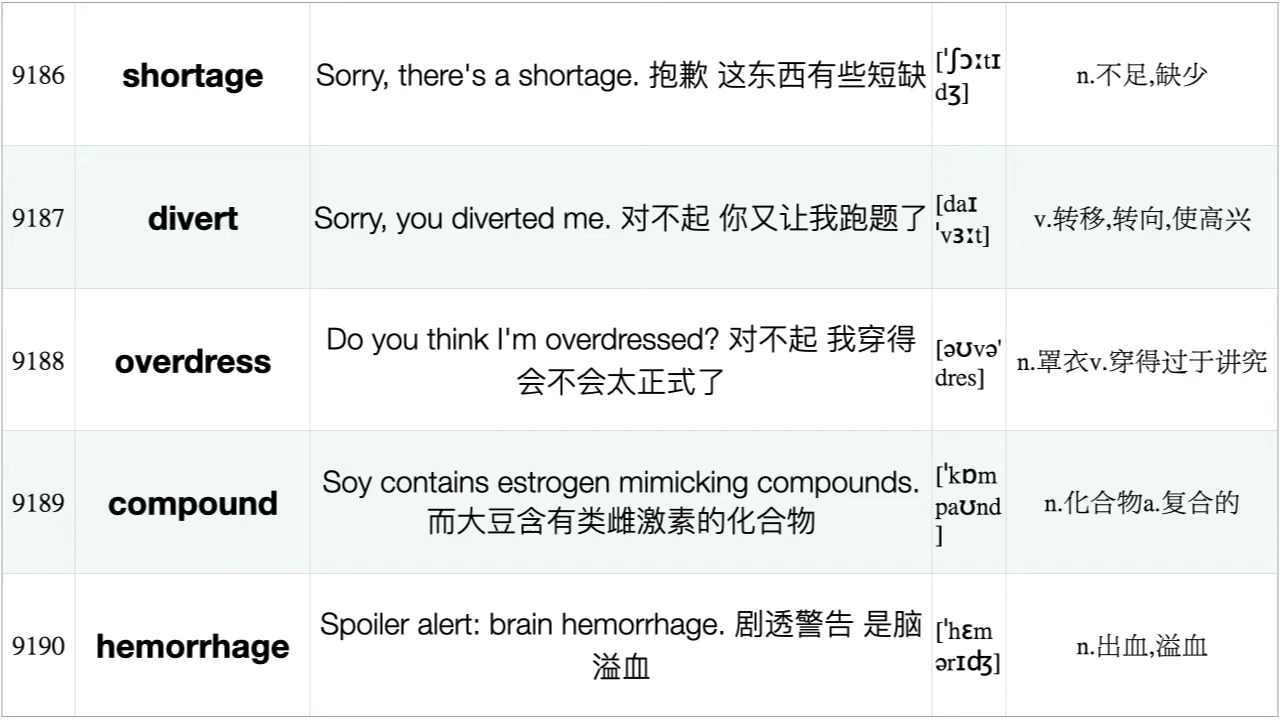 9186 shortage Sorry, there's a shortage. 抱歉 这东西有些短缺 [ˈʃɔːtɪ
dʒ] n.不足,缺少
9187 divert Sorry, you diverted me. 对不起 你又让我跑题了 [daɪ
ˈvɜːt] v.转移,转向,使高兴
9188 overdress Do you think I'm overdressed? 对不起 我穿得
会不会太正式了 [əʊvə'
dres] n.罩衣v.穿得过于讲究
9189 compound Soy contains estrogen mimicking compounds.
而大豆含有类雌激素的化合物 [ˈkɒm
paʊnd
] n.化合物a.复合的
9190 hemorrhage Spoiler alert: brain hemorrhage. 剧透警告 是脑
溢血 [ˈhɛm
ərɪʤ] n.出血,溢血